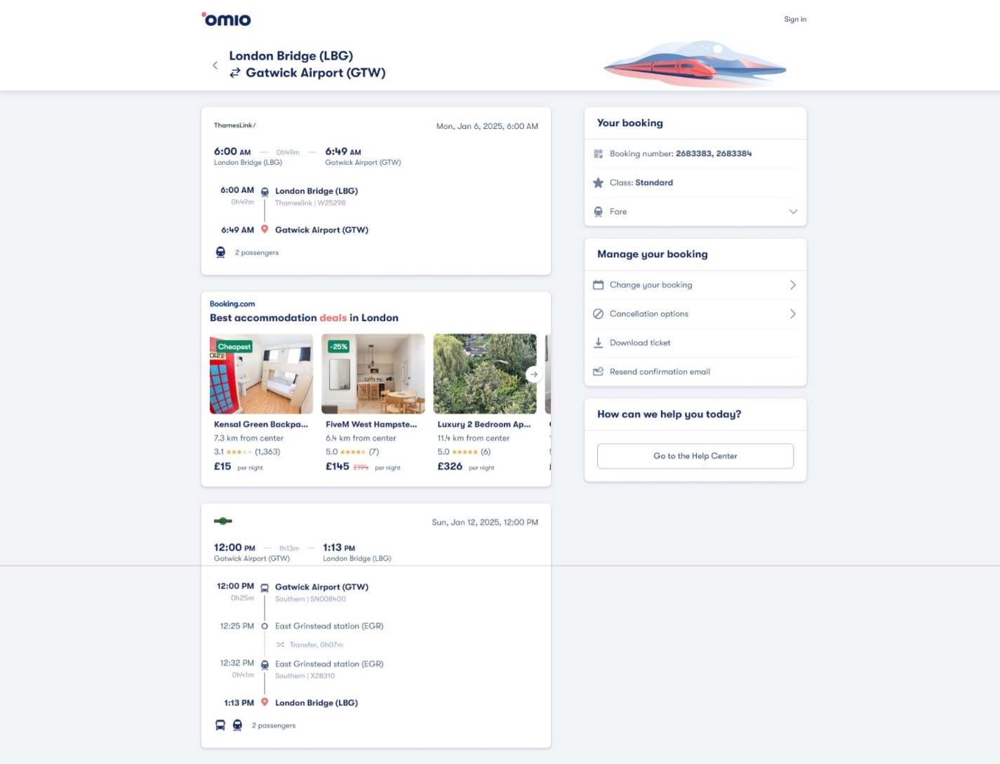 omio
Sign in
London Bridge (LBG)
Gatwick Airport (GTW)
ThamesLink/
Mon, Jan 6, 2025, 6:00 AM
6:00 AM — 0h49m — 6:49 AM
London Bridge (LBG) Gatwick Airport (GTW)
6:00 AM London Bridge (LBG)
0h49m Thameslink | W25298
6:49 AM Gatwick Airport (GTW)
2 passengers
Booking.com
Best accommodation deals in London
Cheapest
-25%
Kensal Green Backpa... FiveM West Hampste... Luxury 2 Bedroom Ap...
7.3 km from center 6.4 km from center 11.4 km from center
3.1 (1,363) 5.0 (7) 5.0 (6)
£15 per night £145 £194 per night £326 per night
Sun, Jan 12, 2025, 12:00 PM
12:00 PM — 1h13m — 1:13 PM
Gatwick Airport (GTW) London Bridge (LBG)
12:00 PM Gatwick Airport (GTW)
0h25m Southern | SN008400
12:25 PM East Grinstead station (EGR)
Transfer, 0h07m
12:32 PM East Grinstead station (EGR)
0h41m Southern | X28310
1:13 PM London Bridge (LBG)
2 passengers
Your booking
Booking number: 2683383, 2683384
Class: Standard
Fare
Manage your booking
Change your booking
Cancellation options
Download ticket
Resend confirmation email
How can we help you today?
Go to the Help Center